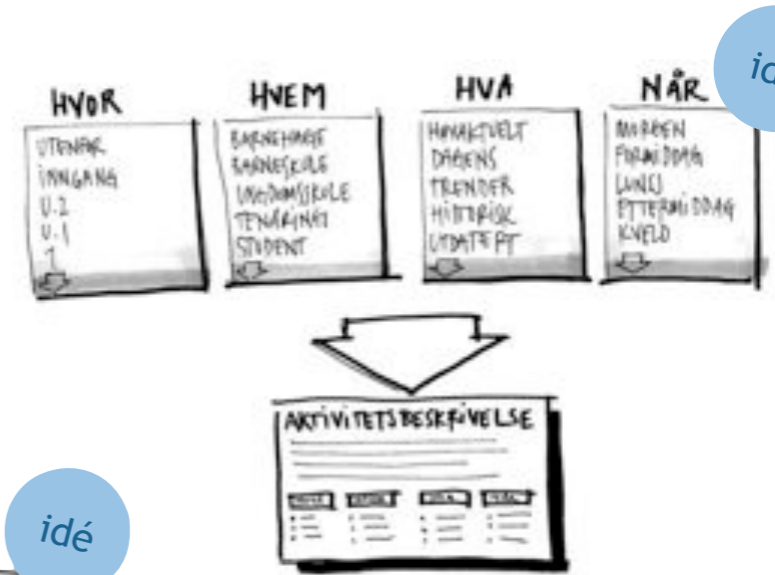 HVOR
UTENFOR
INNGANG
U.2
U.1
1
HVEM
BARNEHAGE
BARNESKOLE
UNGDOMSSKOLE
TENÅRING
STUDENT
HVA
DAGENS
TRENDER
HISTORISK
UTDATERT
NÅR
MORGEN
FORMIDDAG
LUNSJ
ETTERMIDDAG
KVELD
AKTIVITETSBESKRIVELSE
idé